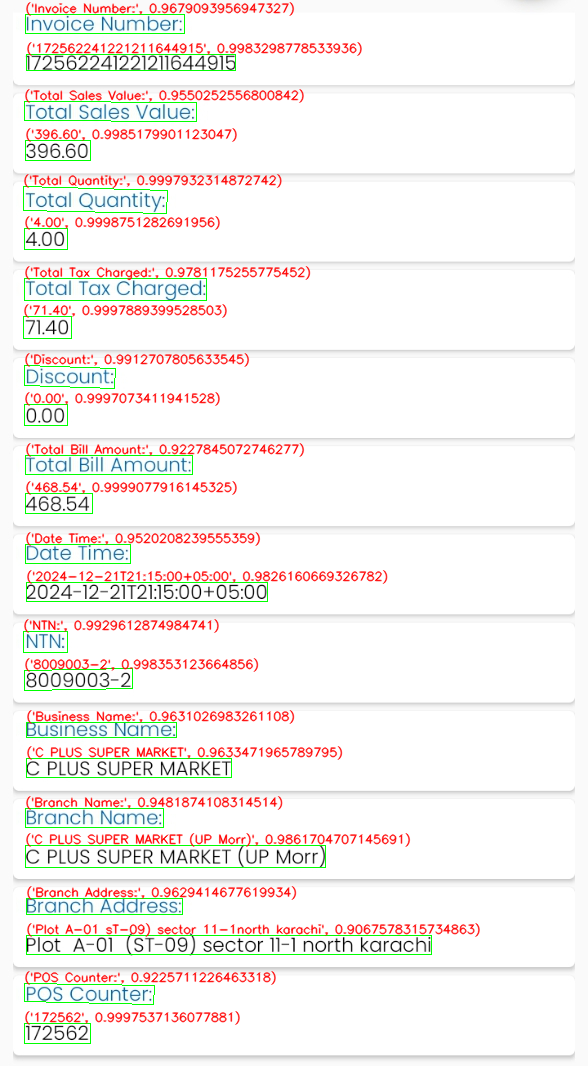 ('Invoice Number:', 0.9679093956947327)
Invoice Number:
('172562241221211644915', 0.9983298778533936)
172562241221211644915
('Total Sales Value:', 0.9550252556800842)
Total Sales Value:
('396.60', 0.9985179901123047)
396.60
('Total Quantity:', 0.9997932314872742)
Total Quantity:
('4.00', 0.9998751282691956)
4.00
('Total Tax Charged:', 0.9781175255775452)
Total Tax Charged:
('71.40', 0.9997889399528503)
71.40
('Discount:', 0.9912707805633545)
Discount:
('0.00', 0.9997073411941528)
0.00
('Total Bill Amount:', 0.9227845072746277)
Total Bill Amount:
('468.54', 0.9999077916145325)
468.54
('Date Time:', 0.9520208239555359)
Date Time:
('2024-12-21T21:15:00+05:00', 0.9826160669326782)
2024-12-21T21:15:00+05:00
('NTN:', 0.9929612874984741)
NTN:
('8009003-2', 0.998353123664856)
8009003-2
('Business Name:', 0.9631026983261108)
Business Name:
('C PLUS SUPER MARKET', 0.9633471965789795)
C PLUS SUPER MARKET
('Branch Name:', 0.9481874108314514)
Branch Name:
('C PLUS SUPER MARKET (UP Morr)', 0.9861704707145691)
C PLUS SUPER MARKET (UP Morr)
('Branch Address:', 0.9629414677619934)
Branch Address:
('Plot A-01 sT-09) sector 11-1north karachi', 0.9067578315734863)
Plot  A-01  (ST-09) sector 11-1 north karachi
('POS Counter:', 0.9225711226463318)
POS Counter:
('172562', 0.9997537136077881)
172562